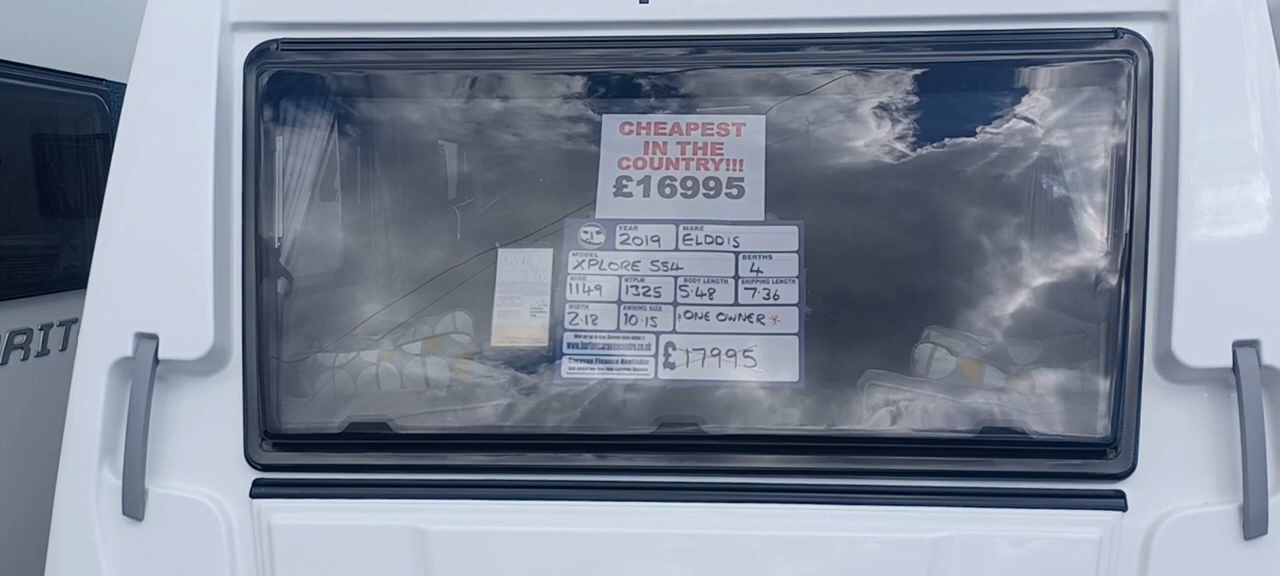 CHEAPEST
IN THE
COUNTRY!!!
£16995
YEAR
2019
MAKE
ELDDIS
MODEL
XPLORE 554
BERTHS
4
MIRO
1149
MTPLM
1325
BODY LENGTH
5.48
SHIPPING LENGTH
7.36
WIDTH
2.18
AWNING SIZE
10.15
1 ONE OWNER *
Caravan Finance Available
£17995
RIT